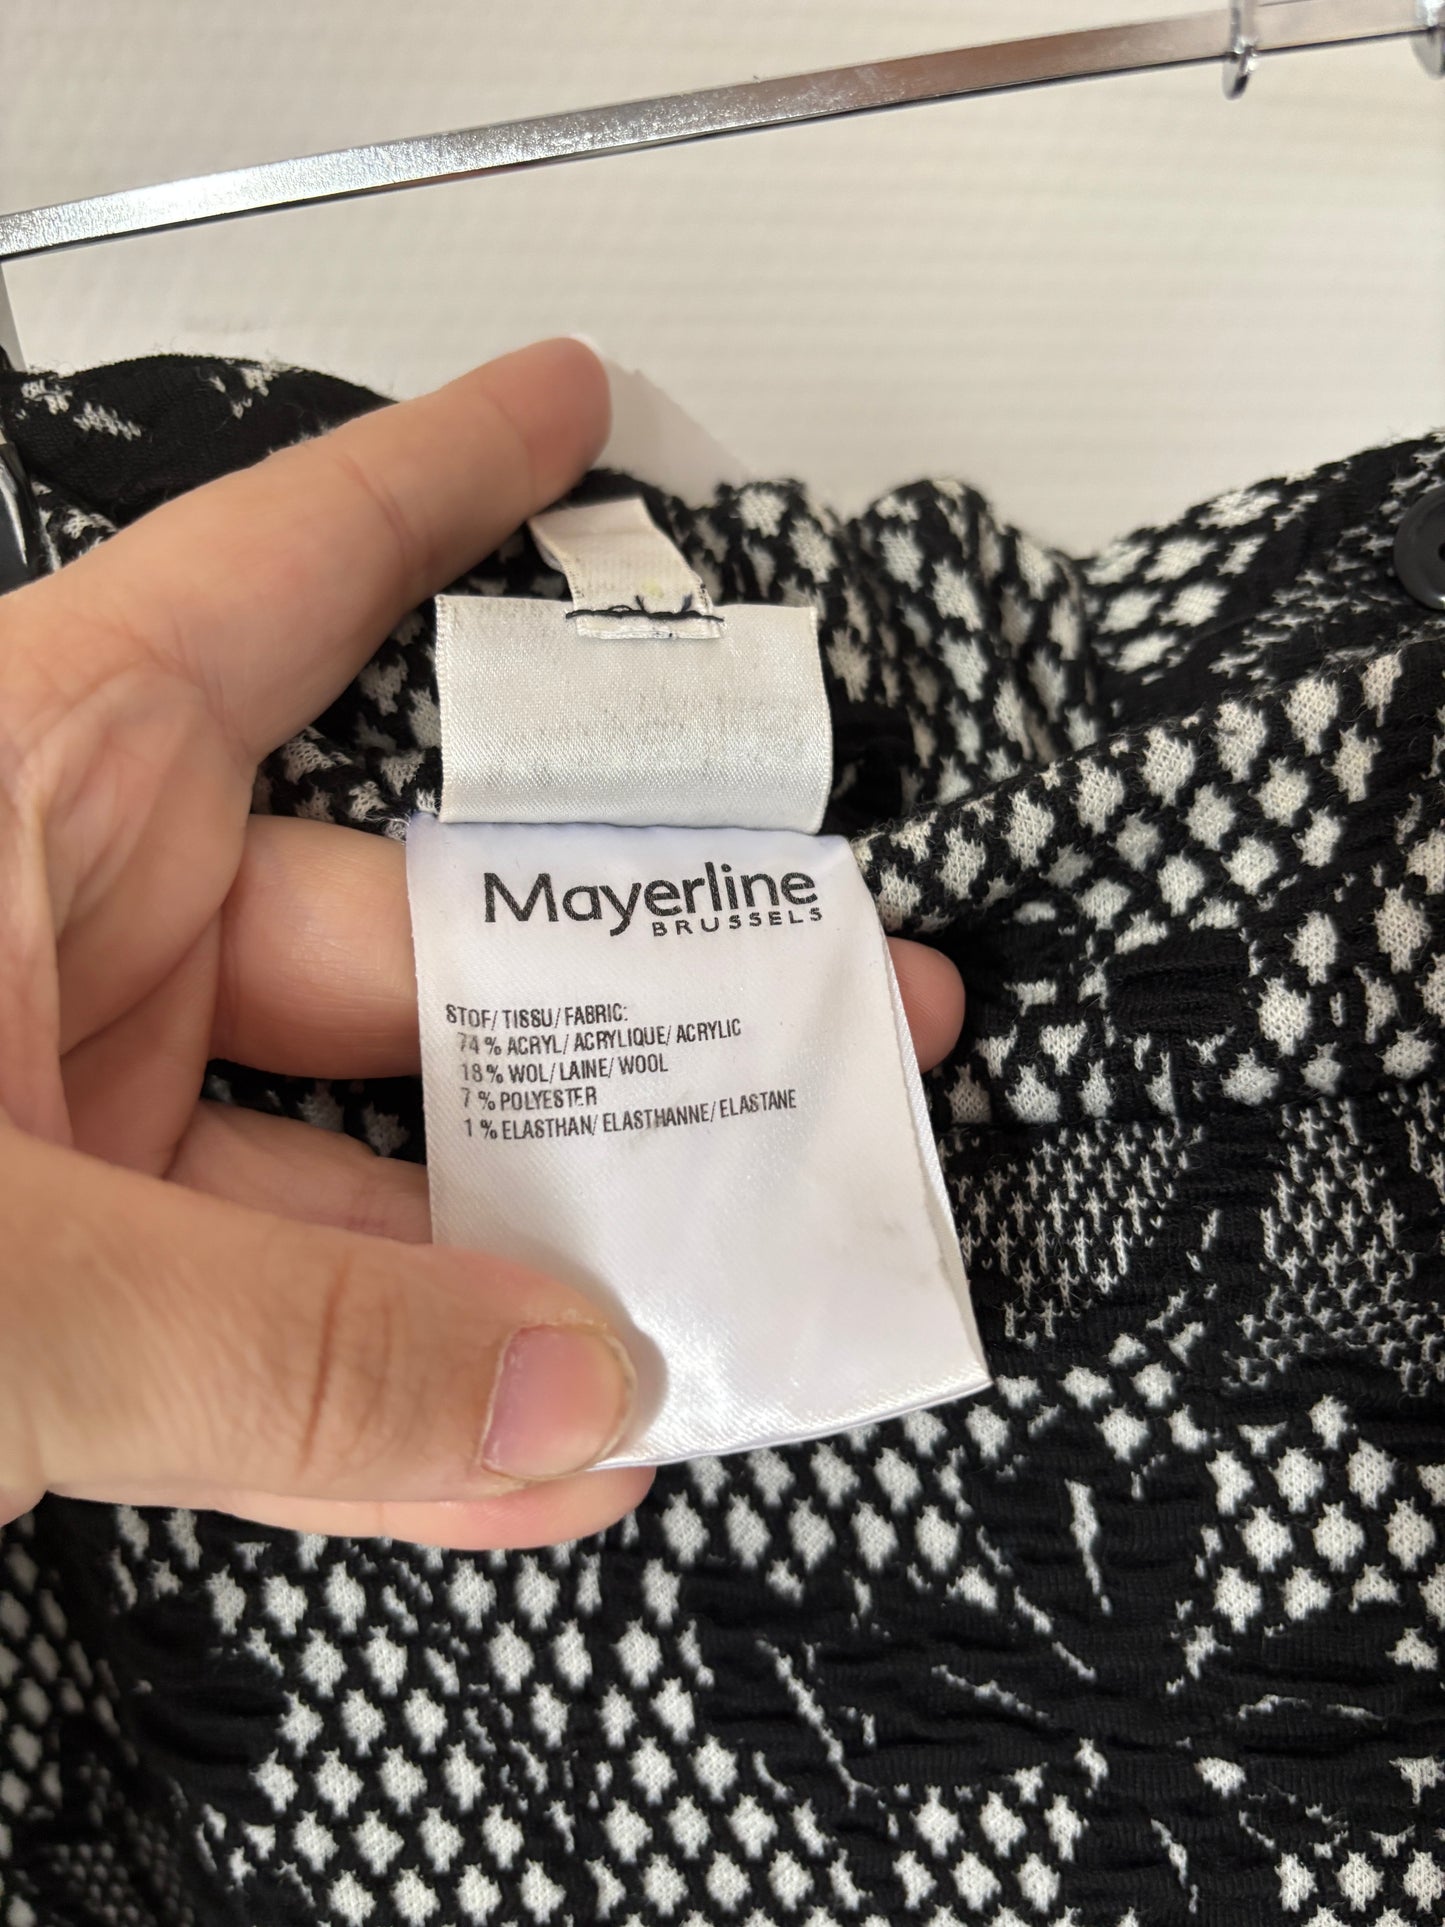 Mayerline
BRUSSELS
STOF/ TISSU/ FABRIC:
74 % ACRYL/ ACRYLIQUE/ ACRYLIC
18 % WOL/ LAINE/ WOOL
7 % POLYESTER
1 % ELASTHAN/ ELASTHANNE/ ELASTANE